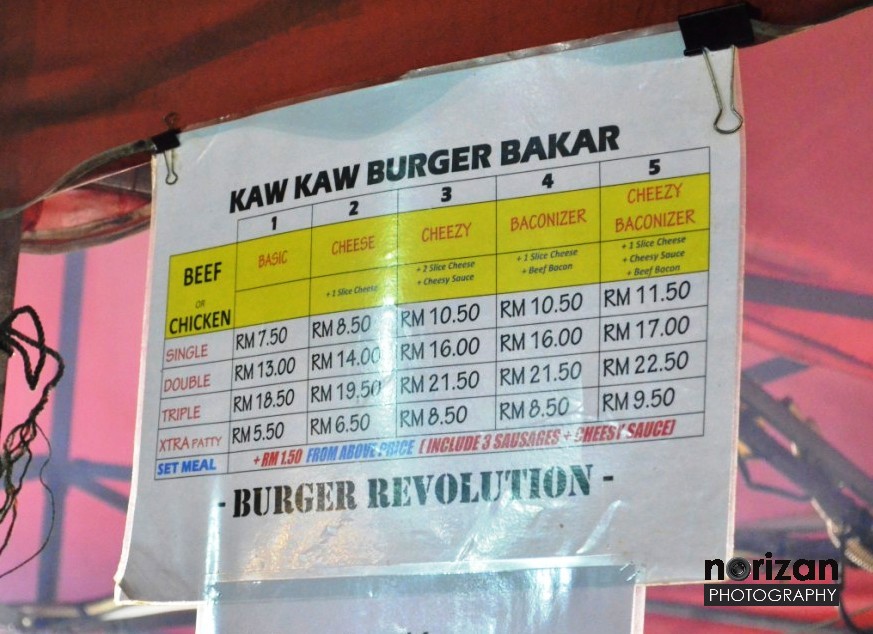 KAW KAW BURGER BAKAR
1 2 3 4 5
BEEF OR CHICKEN
BASIC CHEESE CHEEZY BACONIZER CHEEZY BACONIZER
+ 1 Slice Cheese
+ 2 Slice Cheese + Cheesy Sauce
+ 1 Slice Cheese + Beef Bacon
+ 1 Slice Cheese + Cheesy Sauce + Beef Bacon
SINGLE RM 7.50 RM 8.50 RM 10.50 RM 10.50 RM 11.50
DOUBLE RM 13.00 RM 14.00 RM 16.00 RM 16.00 RM 17.00
TRIPLE RM 18.50 RM 19.50 RM 21.50 RM 21.50 RM 22.50
XTRA PATTY RM 5.50 RM 6.50 RM 8.50 RM 8.50 RM 9.50
SET MEAL + RM 1.50 FROM ABOVE PRICE [ INCLUDE 3 SAUSAGES + CHEESY SAUCE]
- BURGER REVOLUTION -
norizan
PHOTOGRAPHY